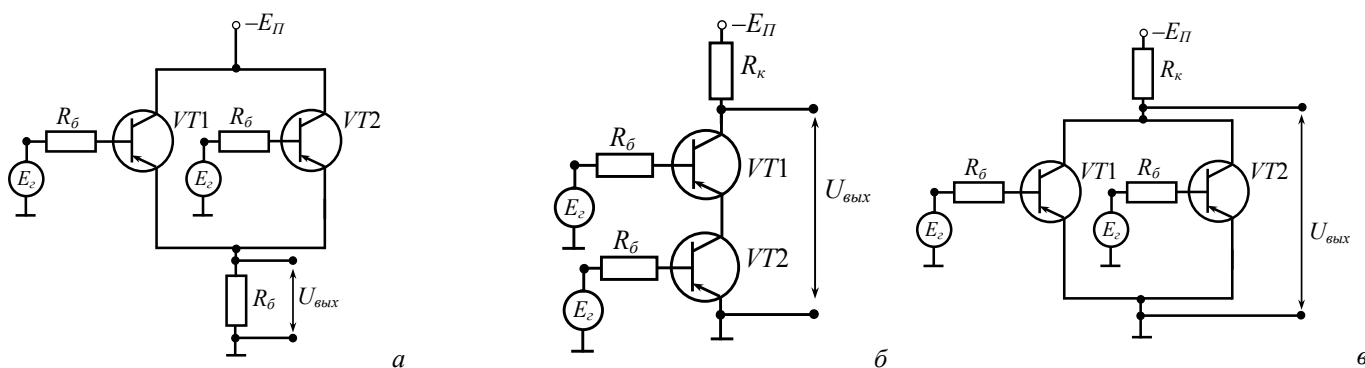 –E_П
R_б
VT1
R_б
VT2
E_г
E_г
R_б
U_вых
а
–E_П
R_к
R_б
VT1
E_г
U_вых
R_б
VT2
E_г
б
–E_П
R_к
R_б
VT1
R_б
VT2
E_г
E_г
U_вых
в